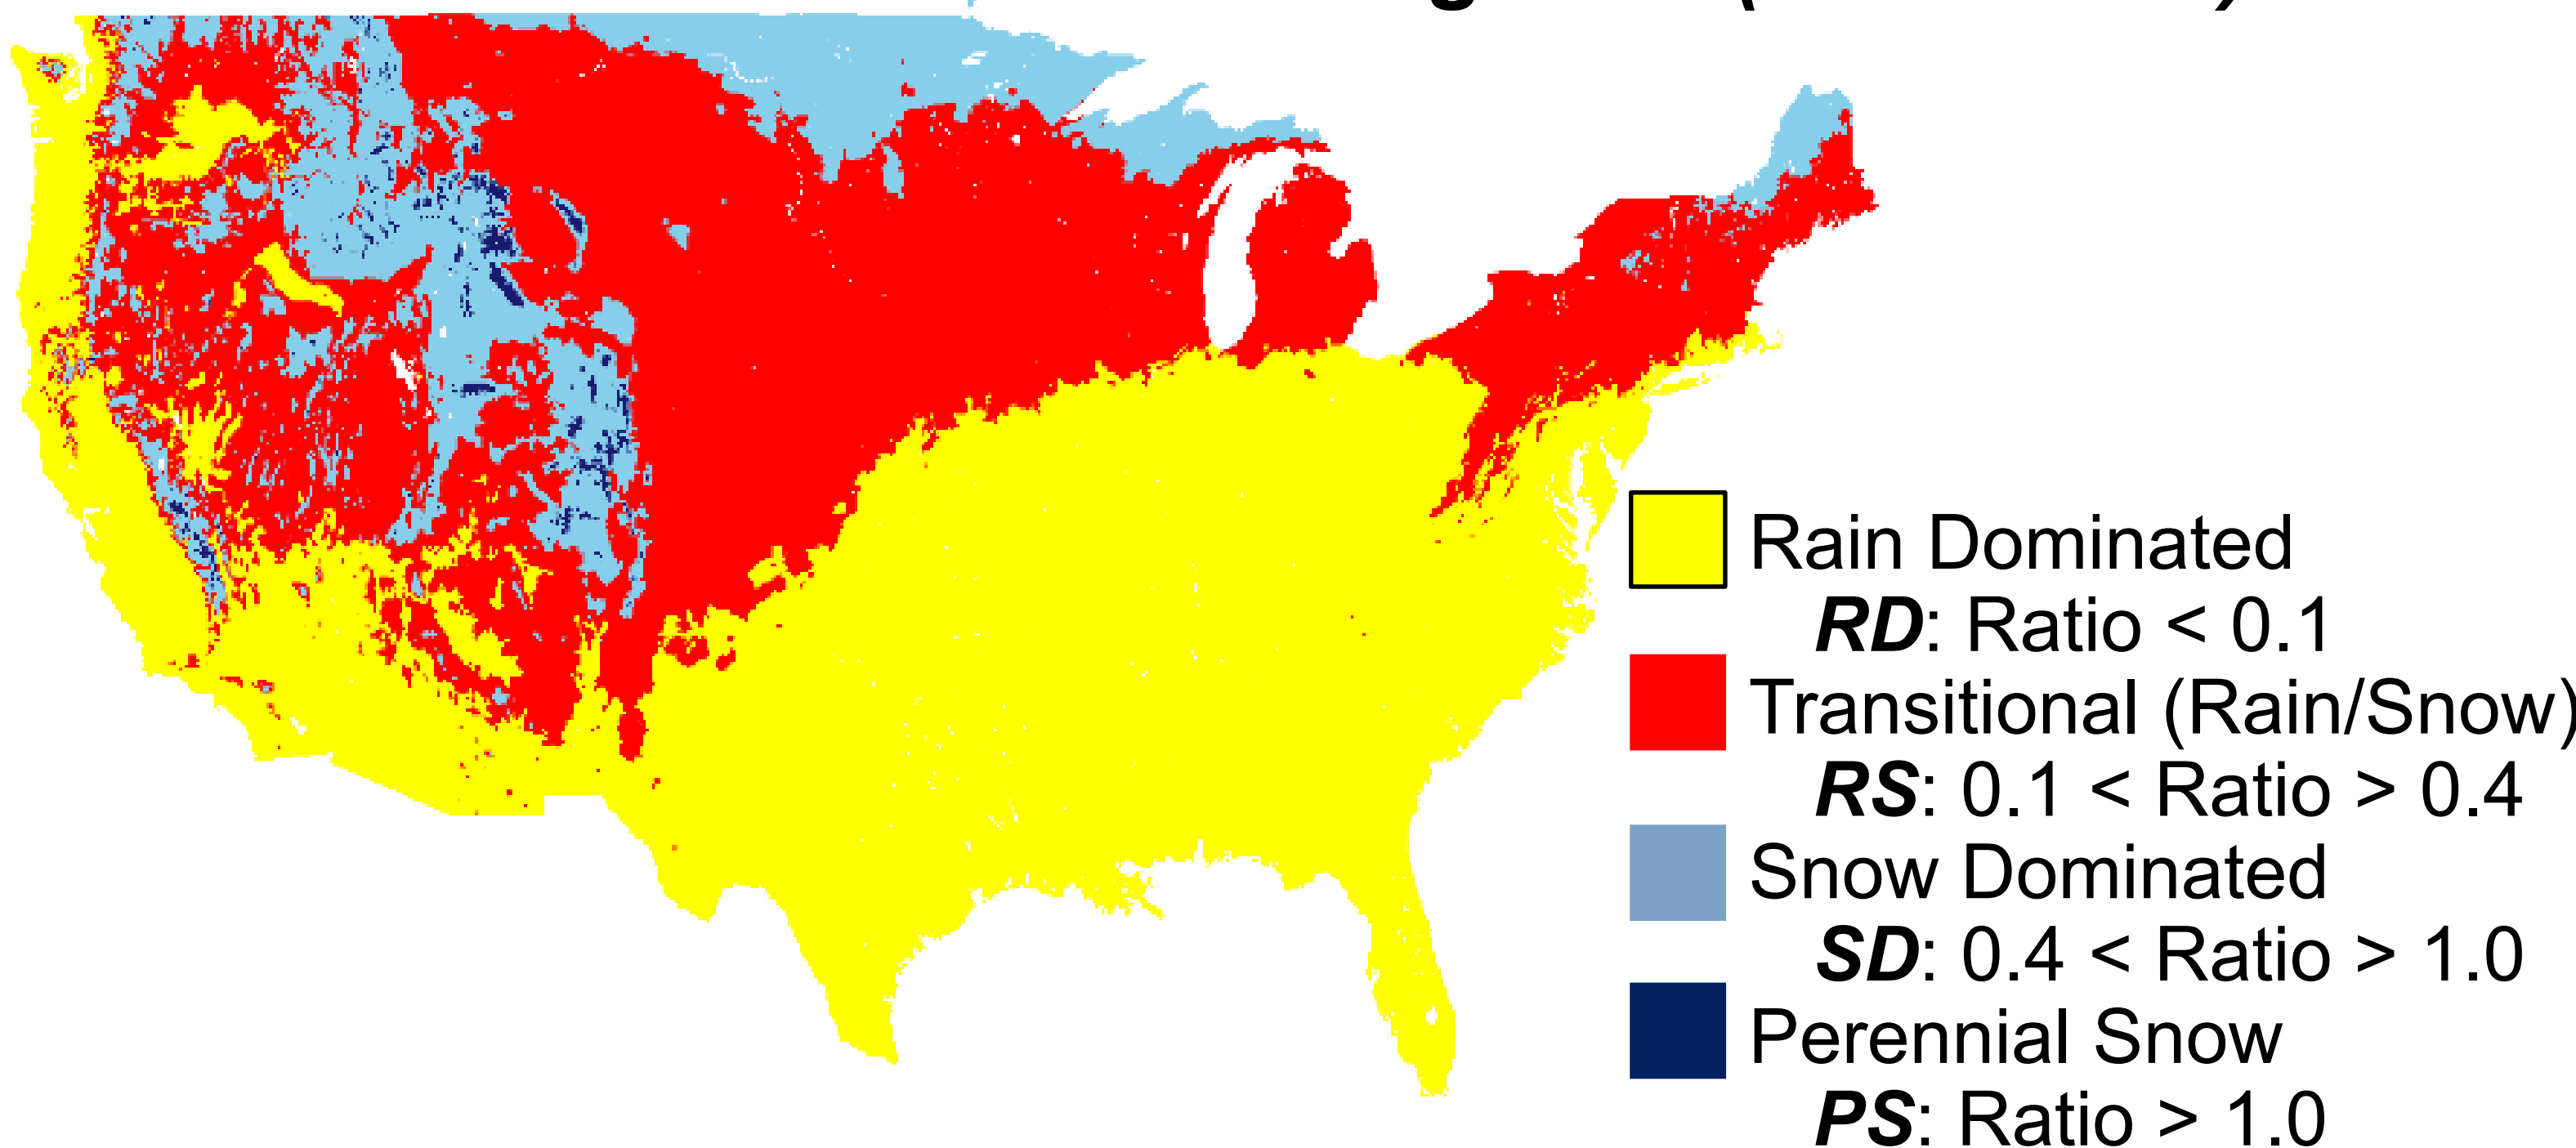 Rain Dominated
RD: Ratio < 0.1
Transitional (Rain/Snow)
RS: 0.1 < Ratio > 0.4
Snow Dominated
SD: 0.4 < Ratio > 1.0
Perennial Snow
PS: Ratio > 1.0